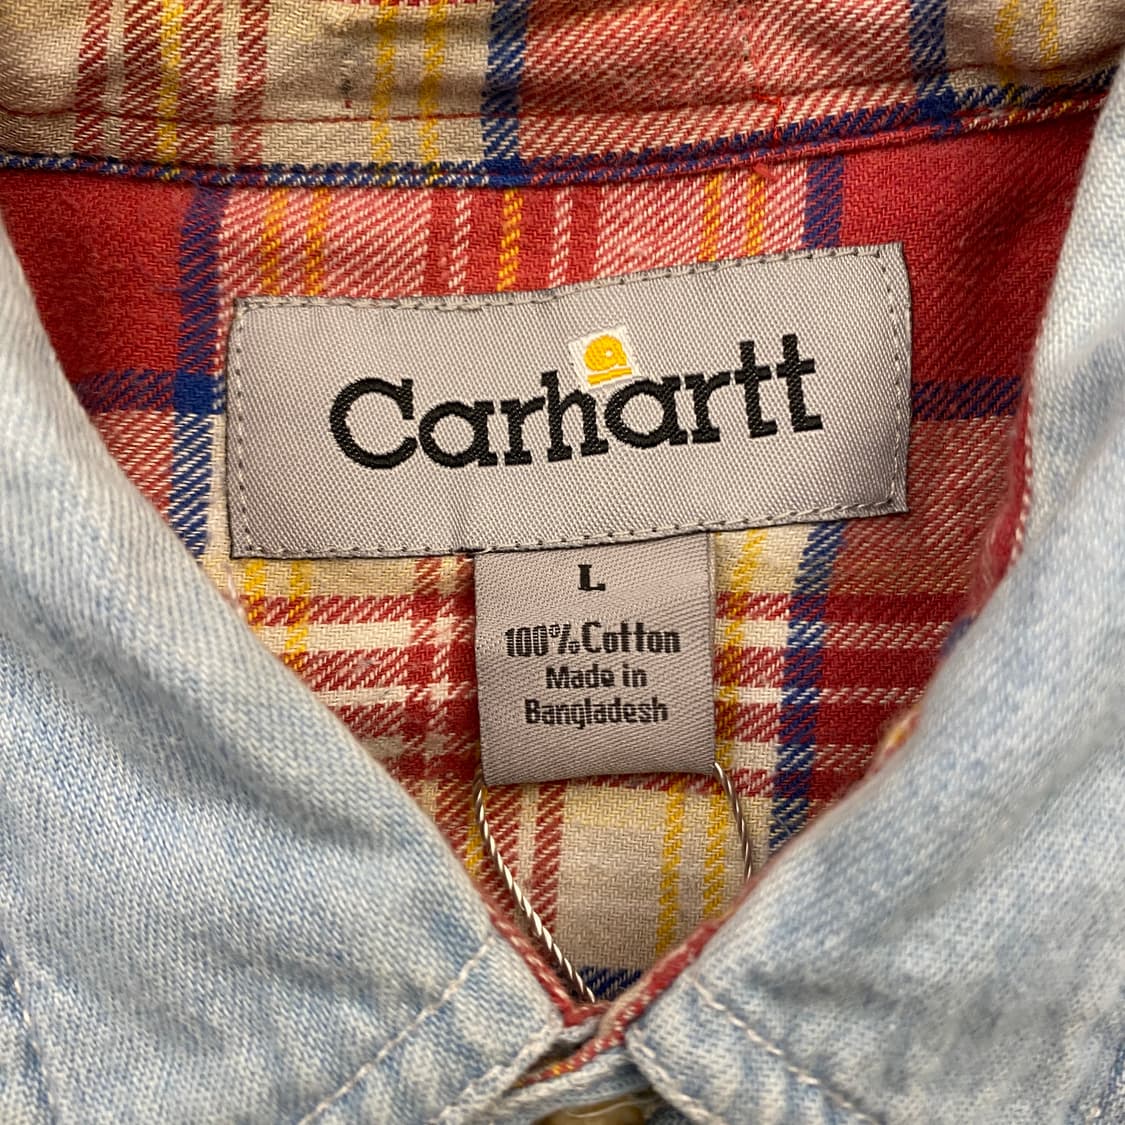 Carhartt
L
100% Cotton
Made in
Bangladesh